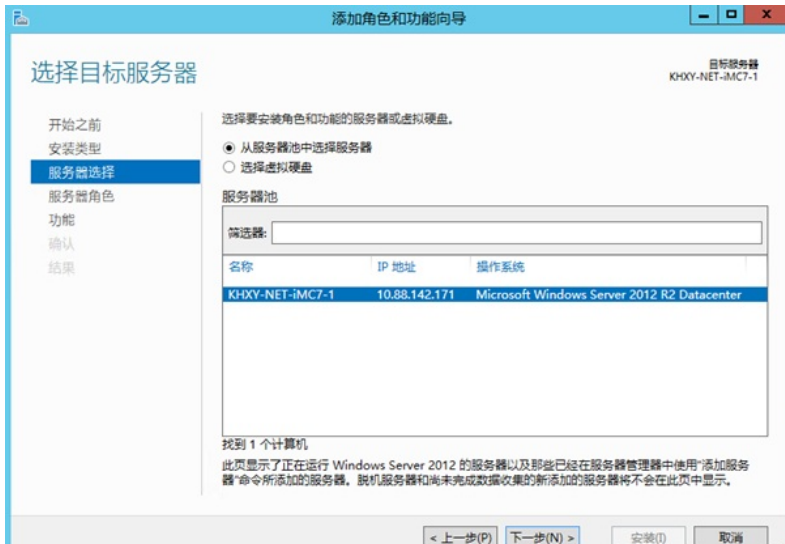 添加角色和功能向导
选择目标服务器
目标服务器
KHXY-NET-iMC7-1
开始之前
安装类型
服务器选择
服务器角色
功能
确认
结果
选择要安装角色和功能的服务器或虚拟硬盘。
从服务器池中选择服务器
选择虚拟硬盘
服务器池
筛选器:
名称 IP 地址 操作系统
KHXY-NET-iMC7-1 10.88.142.171 Microsoft Windows Server 2012 R2 Datacenter
找到 1 个计算机
此页显示了正在运行 Windows Server 2012 的服务器以及那些已经在服务器管理器中使用"添加服务
器"命令所添加的服务器。脱机服务器和尚未完成数据收集的新添加的服务器将不会在此页中显示。
< 上一步(P) 下一步(N) > 安装(I) 取消